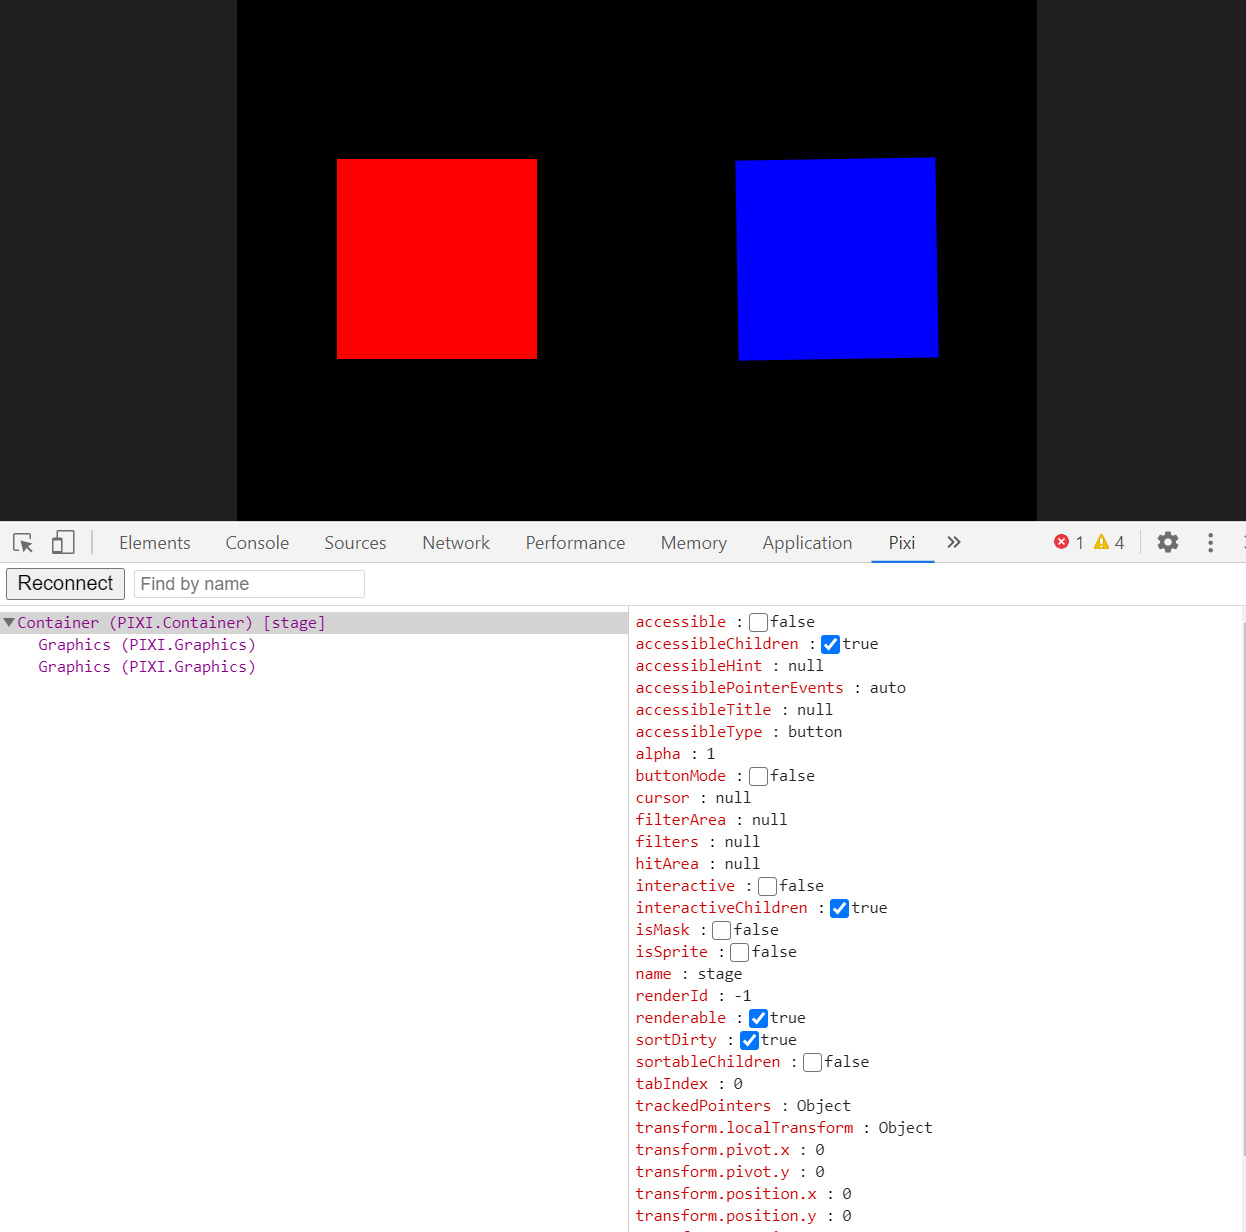 Elements Console Sources Network Performance Memory Application Pixi » 1 4
Reconnect Find by name
Container (PIXI.Container) [stage]
Graphics (PIXI.Graphics)
Graphics (PIXI.Graphics)
accessible : false
accessibleChildren : true
accessibleHint : null
accessiblePointerEvents : auto
accessibleTitle : null
accessibleType : button
alpha : 1
buttonMode : false
cursor : null
filterArea : null
filters : null
hitArea : null
interactive : false
interactiveChildren : true
isMask : false
isSprite : false
name : stage
renderId : -1
renderable : true
sortDirty : true
sortableChildren : false
tabIndex : 0
trackedPointers : Object
transform.localTransform : Object
transform.pivot.x : 0
transform.pivot.y : 0
transform.position.x : 0
transform.position.y : 0